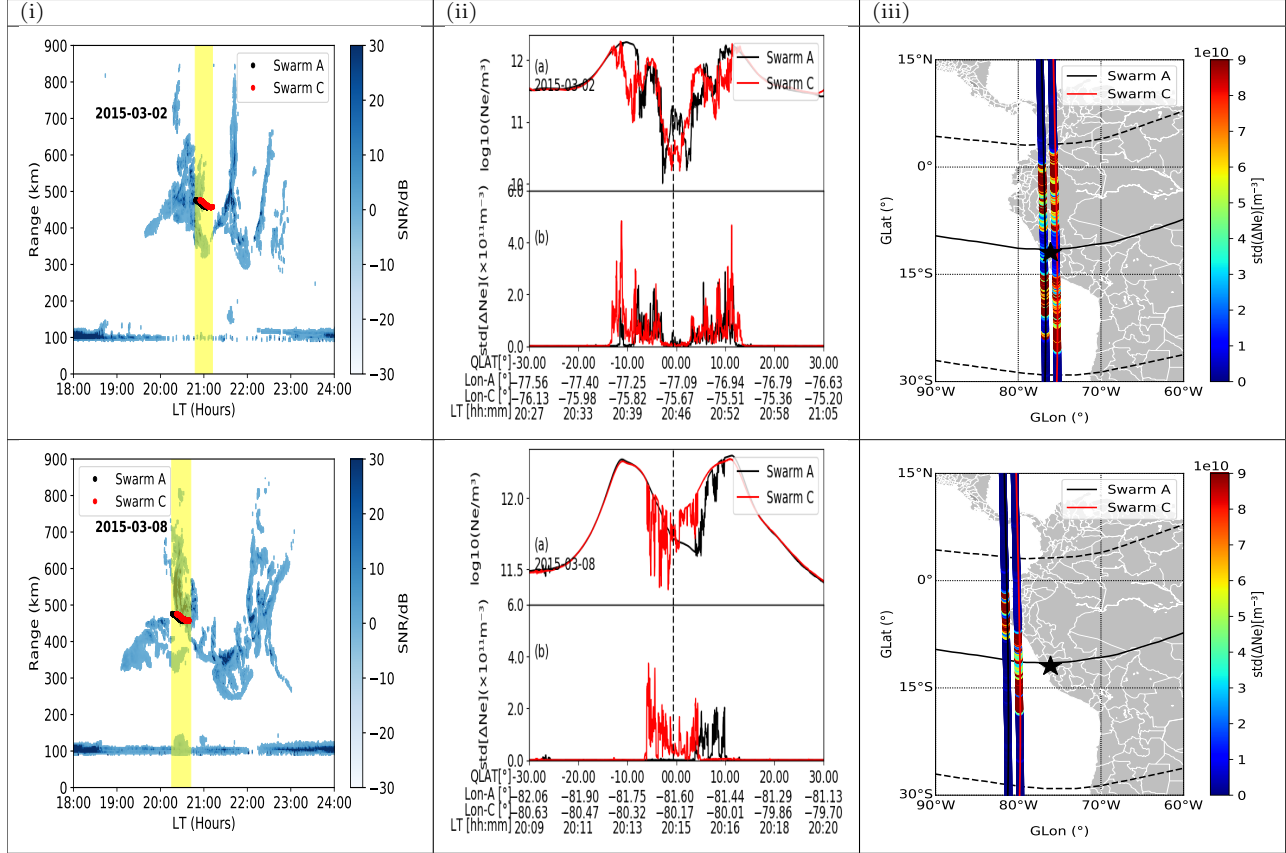 (i)
(ii)
(iii)
900
800
700
600
500
400
300
200
100
0
Range (km)
2015-03-02
Swarm A
Swarm C
18:00 19:00 20:00 21:00 22:00 23:00 24:00
LT (Hours)
30
20
10
0
−10
−20
−30
SNR/dB
12
11
10
log10(Ne/m³)
(a)
2015-03-02
Swarm A
Swarm C
6.0
4.0
2.0
0.0
std[ΔNe](×10¹¹m⁻³)
(b)
QLAT[°] -30.00 -20.00 -10.00 00.00 10.00 20.00 30.00
Lon-A [°] −77.56 −77.40 −77.25 −77.09 −76.94 −76.79 −76.63
Lon-C [°] −76.13 −75.98 −75.82 −75.67 −75.51 −75.36 −75.20
LT [hh:mm] 20:27 20:33 20:39 20:46 20:52 20:58 21:05
15°N
0°
15°S
30°S
GLat (°)
Swarm A
Swarm C
90°W 80°W 70°W 60°W
GLon (°)
1e10
9
8
7
6
5
4
3
2
1
0
std(ΔNe)[m⁻³]
900
800
700
600
500
400
300
200
100
0
Range (km)
Swarm A
Swarm C
2015-03-08
18:00 19:00 20:00 21:00 22:00 23:00 24:00
LT (Hours)
30
20
10
0
−10
−20
−30
SNR/dB
12.0
11.5
log10(Ne/m³)
(a)
2015-03-08
Swarm A
Swarm C
6.0
4.0
2.0
0.0
std[ΔNe](×10¹¹m⁻³)
(b)
QLAT[°] -30.00 -20.00 -10.00 00.00 10.00 20.00 30.00
Lon-A [°] −82.06 −81.90 −81.75 −81.60 −81.44 −81.29 −81.13
Lon-C [°] −80.63 −80.47 −80.32 −80.17 −80.01 −79.86 −79.70
LT [hh:mm] 20:09 20:11 20:13 20:15 20:16 20:18 20:20
15°N
0°
15°S
30°S
GLat (°)
Swarm A
Swarm C
90°W 80°W 70°W 60°W
GLon (°)
1e10
9
8
7
6
5
4
3
2
1
0
std(ΔNe)[m⁻³]